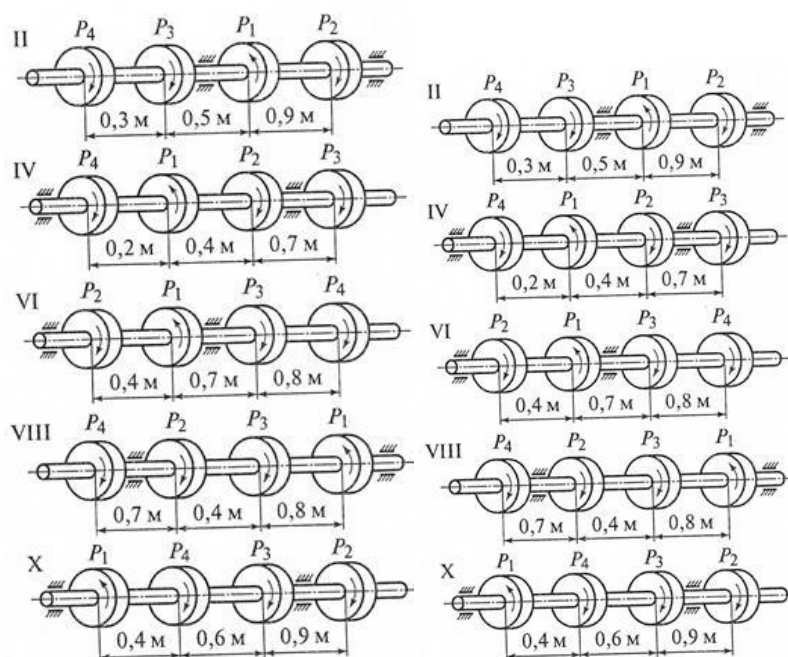 P4 P3 P1 P2
II
0,3 м 0,5 м 0,9 м
P4 P1 P2 P3
IV
0,2 м 0,4 м 0,7 м
P2 P1 P3 P4
VI
0,4 м 0,7 м 0,8 м
P4 P2 P3 P1
VIII
0,7 м 0,4 м 0,8 м
P1 P4 P3 P2
X
0,4 м 0,6 м 0,9 м
P4 P3 P1 P2
II
0,3 м 0,5 м 0,9 м
P4 P1 P2 P3
IV
0,2 м 0,4 м 0,7 м
P2 P1 P3 P4
VI
0,4 м 0,7 м 0,8 м
P4 P2 P3 P1
VIII
0,7 м 0,4 м 0,8 м
P1 P4 P3 P2
X
0,4 м 0,6 м 0,9 м